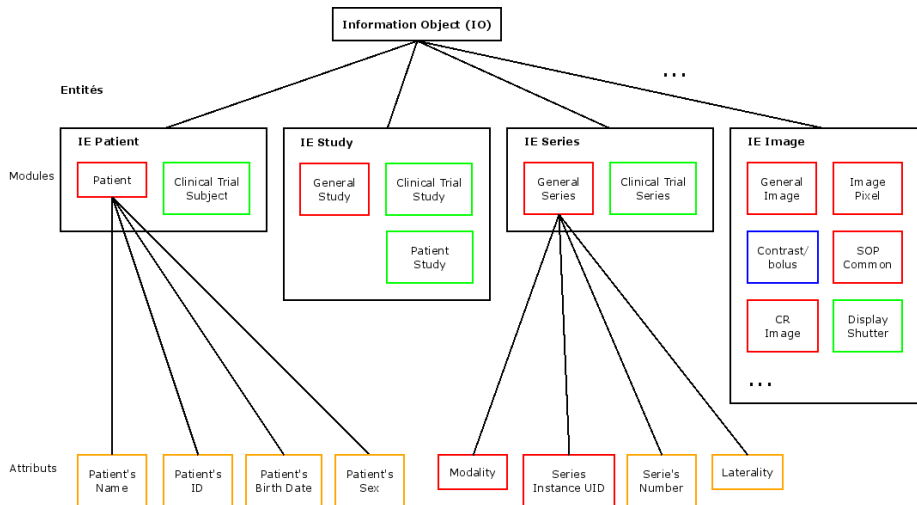 Information Object (IO)
...
Entités
IE Patient
IE Study
IE Series
IE Image
Modules
Patient
Clinical Trial
Subject
General
Study
Clinical Trial
Study
Patient
Study
General
Series
Clinical Trial
Series
General
Image
Image
Pixel
Contrast/
bolus
SOP
Common
CR
Image
Display
Shutter
...
Attributs
Patient's
Name
Patient's
ID
Patient's
Birth Date
Patient's
Sex
Modality
Series
Instance UID
Serie's
Number
Laterality